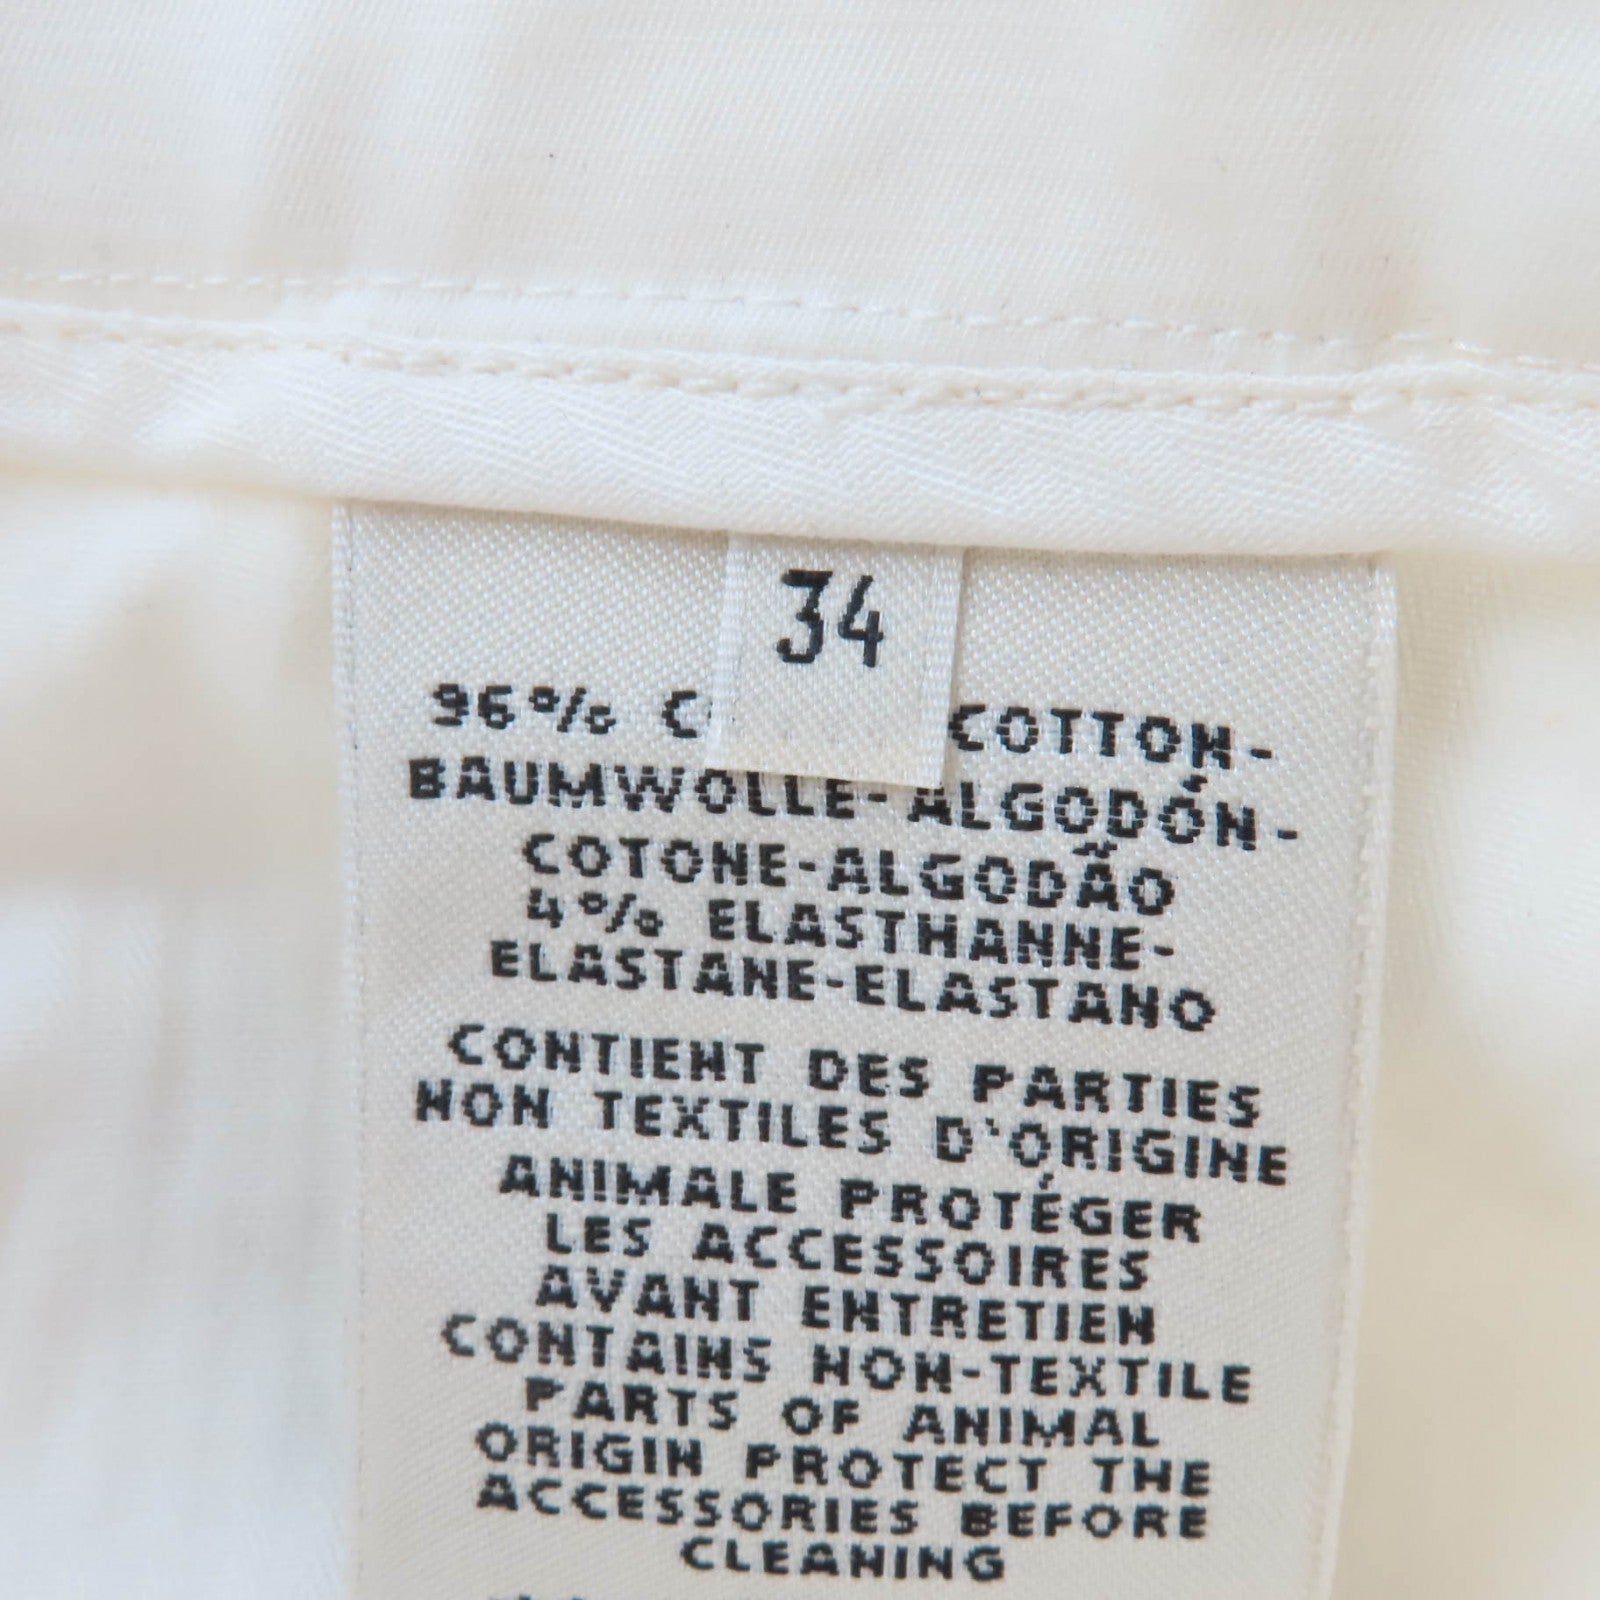 34
96% COTTON-
BAUMWOLLE-ALGODÓN-
COTONE-ALGODÃO
4% ELASTHANNE-
ELASTANE-ELASTANO
CONTIENT DES PARTIES
NON TEXTILES D'ORIGINE
ANIMALE PROTÉGER
LES ACCESSOIRES
AVANT ENTRETIEN
CONTAINS NON-TEXTILE
PARTS OF ANIMAL
ORIGIN PROTECT THE
ACCESSORIES BEFORE
CLEANING